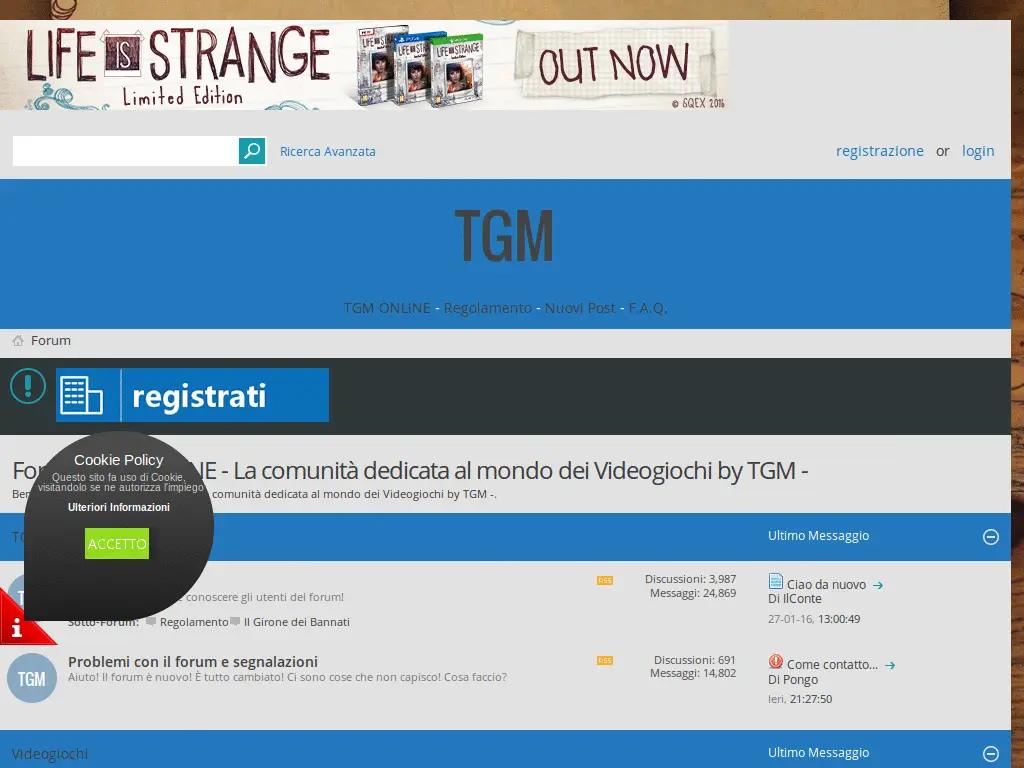 LIFE IS STRANGE
Limited Edition
OUT NOW
© SQEX 2016
Ricerca Avanzata
registrazione or login
TGM
TGM ONLINE - Regolamento - Nuovi Post - F.A.Q.
Forum
registrati
NE - La comunità dedicata al mondo dei Videogiochi by TGM -
comunità dedicata al mondo dei Videogiochi by TGM -.
Cookie Policy
Questo sito fa uso di Cookie,
visitandolo se ne autorizza l'impiego
Ulteriori Informazioni
ACCETTO
Ultimo Messaggio
RSS
Discussioni: 3,987
Messaggi: 24,869
Ciao da nuovo
Di IlConte
27-01-16, 13:00:49
e conoscere gli utenti del forum!
Sotto-Forum: Regolamento Il Girone dei Bannati
i
TGM
Problemi con il forum e segnalazioni
Aiuto! Il forum è nuovo! È tutto cambiato! Ci sono cose che non capisco! Cosa faccio?
RSS
Discussioni: 691
Messaggi: 14,802
Come contatto...
Di Pongo
Ieri, 21:27:50
Videogiochi
Ultimo Messaggio